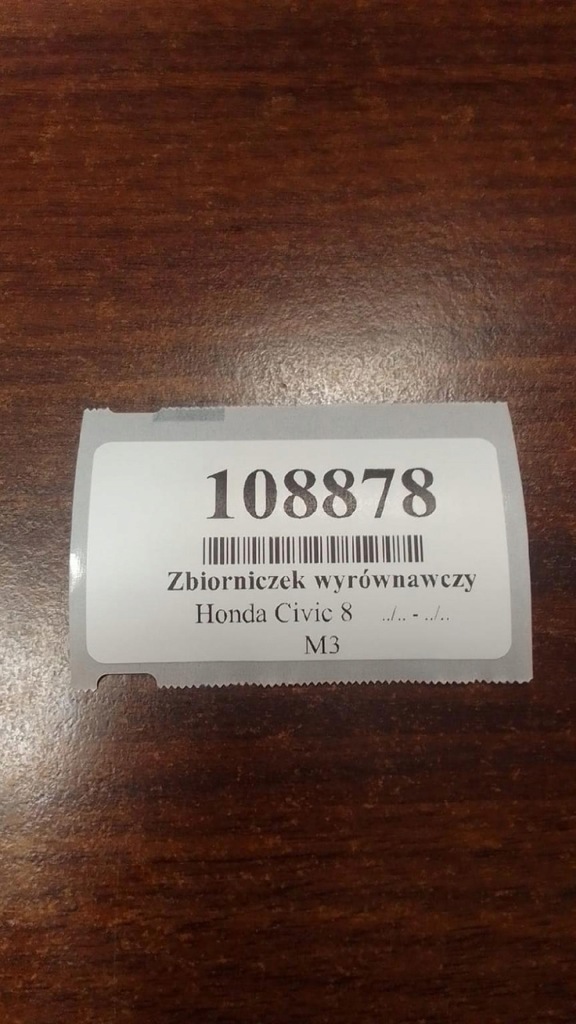 108878
Zbiorniczek wyrównawczy
Honda Civic 8 ../.. - ../..
M3